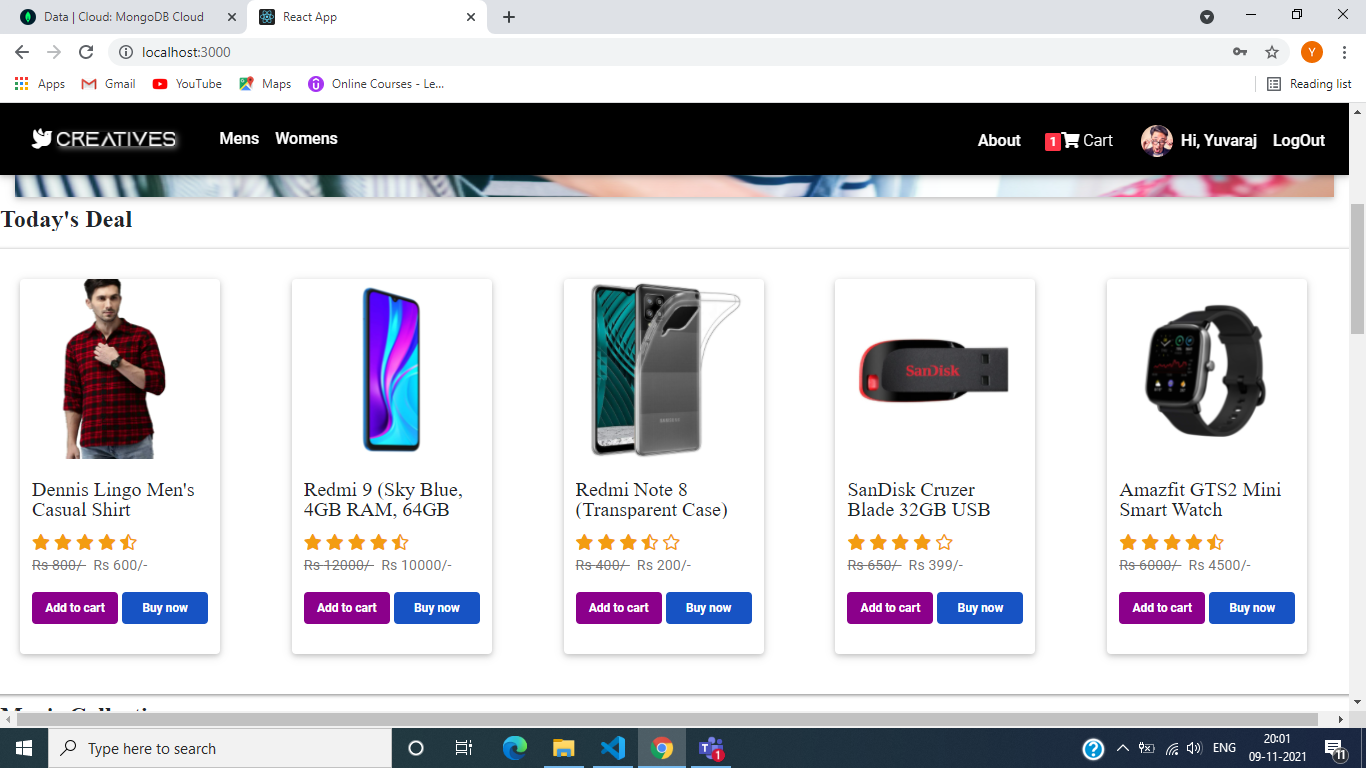 Data | Cloud: MongoDB Cloud
React App
localhost:3000
Y
Apps
Gmail
YouTube
Maps
Online Courses - Le...
Reading list
CREATIVES
Mens
Womens
About
1
Cart
Hi, Yuvaraj
LogOut
Today's Deal
SanDisk
SAMSUNG
Dennis Lingo Men's
Casual Shirt
Rs 800/- Rs 600/-
Add to cart
Buy now
Redmi 9 (Sky Blue,
4GB RAM, 64GB
Rs 12000/- Rs 10000/-
Add to cart
Buy now
Redmi Note 8
(Transparent Case)
Rs 400/- Rs 200/-
Add to cart
Buy now
SanDisk Cruzer
Blade 32GB USB
Rs 650/- Rs 399/-
Add to cart
Buy now
Amazfit GTS2 Mini
Smart Watch
Rs 6000/- Rs 4500/-
Add to cart
Buy now
Type here to search
1
ENG
20:01
09-11-2021
11